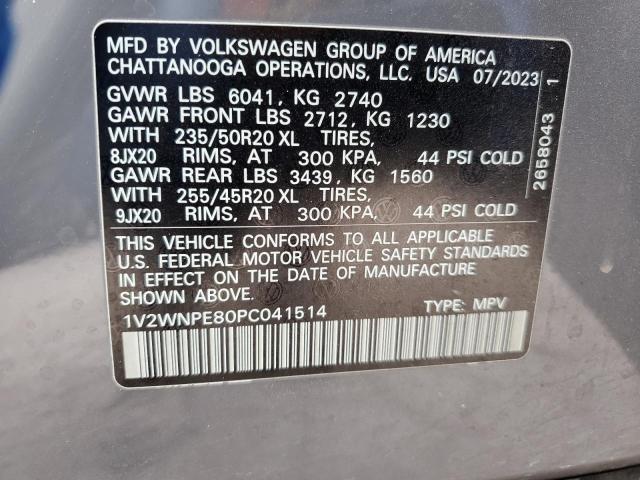 MFD BY VOLKSWAGEN GROUP OF AMERICA
CHATTANOOGA OPERATIONS, LLC. USA 07/2023
GVWR LBS 6041, KG 2740
GAWR FRONT LBS 2712, KG 1230
WITH 235/50R20 XL TIRES,
8JX20 RIMS, AT 300 KPA, 44 PSI COLD
GAWR REAR LBS 3439, KG 1560
WITH 255/45R20 XL TIRES,
9JX20 RIMS, AT 300 KPA, 44 PSI COLD
THIS VEHICLE CONFORMS TO ALL APPLICABLE
U.S. FEDERAL MOTOR VEHICLE SAFETY STANDARDS
IN EFFECT ON THE DATE OF MANUFACTURE
SHOWN ABOVE.
1V2WNPE80PC041514 TYPE: MPV
2658043 1